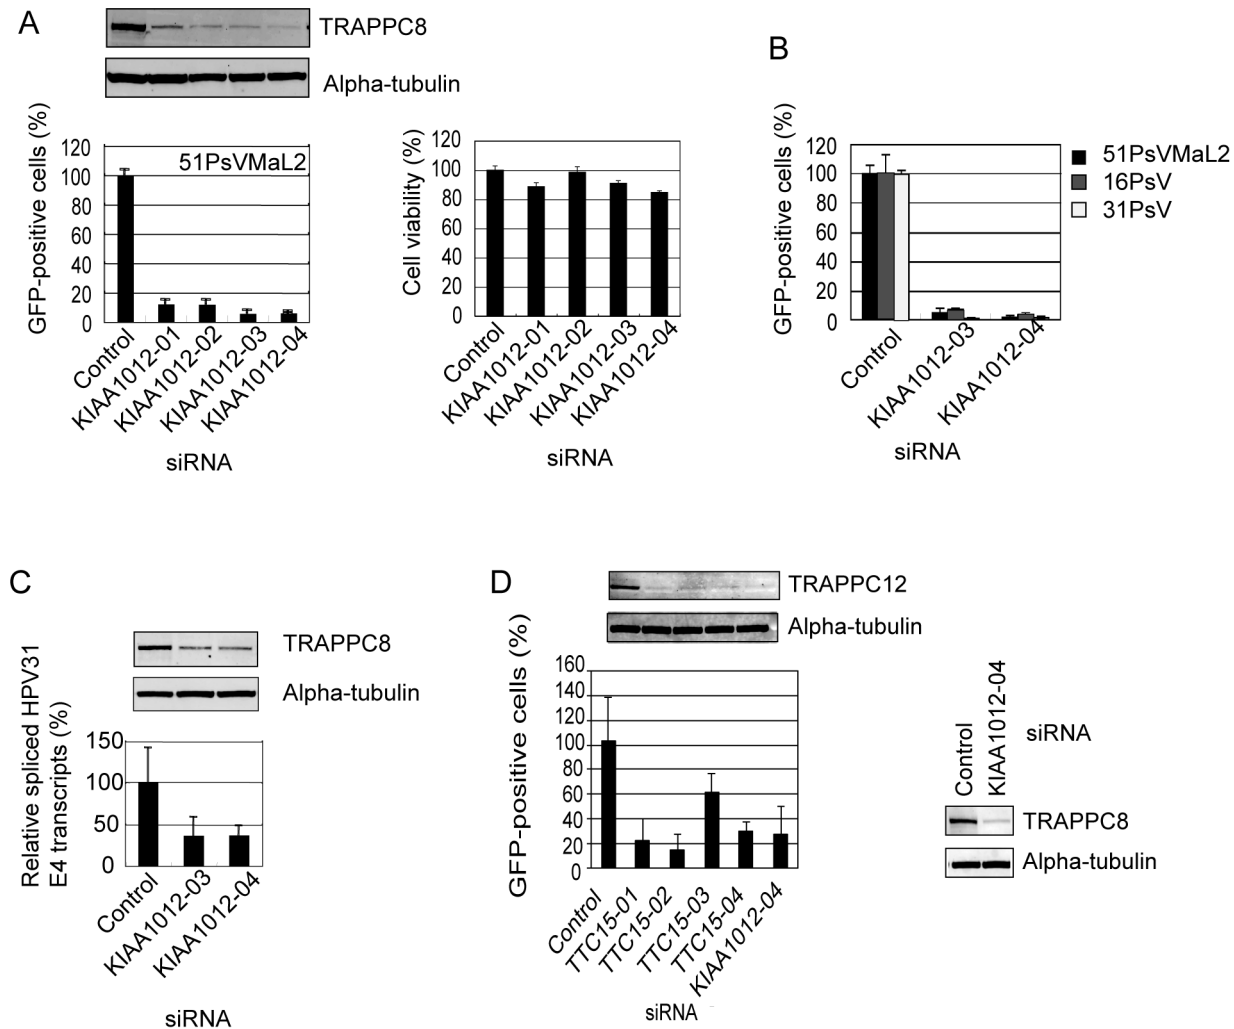 A
TRAPPC8
Alpha-tubulin
GFP-positive cells (%)
120
100
80
60
40
20
0
51PsVMaL2
Control
KIAA1012-01
KIAA1012-02
KIAA1012-03
KIAA1012-04
siRNA
Cell viability (%)
120
100
80
60
40
20
0
Control
KIAA1012-01
KIAA1012-02
KIAA1012-03
KIAA1012-04
siRNA
B
GFP-positive cells (%)
120
100
80
60
40
20
0
51PsVMaL2
16PsV
31PsV
Control
KIAA1012-03
KIAA1012-04
siRNA
C
TRAPPC8
Alpha-tubulin
Relative spliced HPV31
E4 transcripts (%)
150
100
50
0
Control
KIAA1012-03
KIAA1012-04
siRNA
D
TRAPPC12
Alpha-tubulin
GFP-positive cells (%)
160
140
120
100
80
60
40
20
0
Control
TTC15-01
TTC15-02
TTC15-03
TTC15-04
KIAA1012-04
siRNA
Control
KIAA1012-04
siRNA
TRAPPC8
Alpha-tubulin